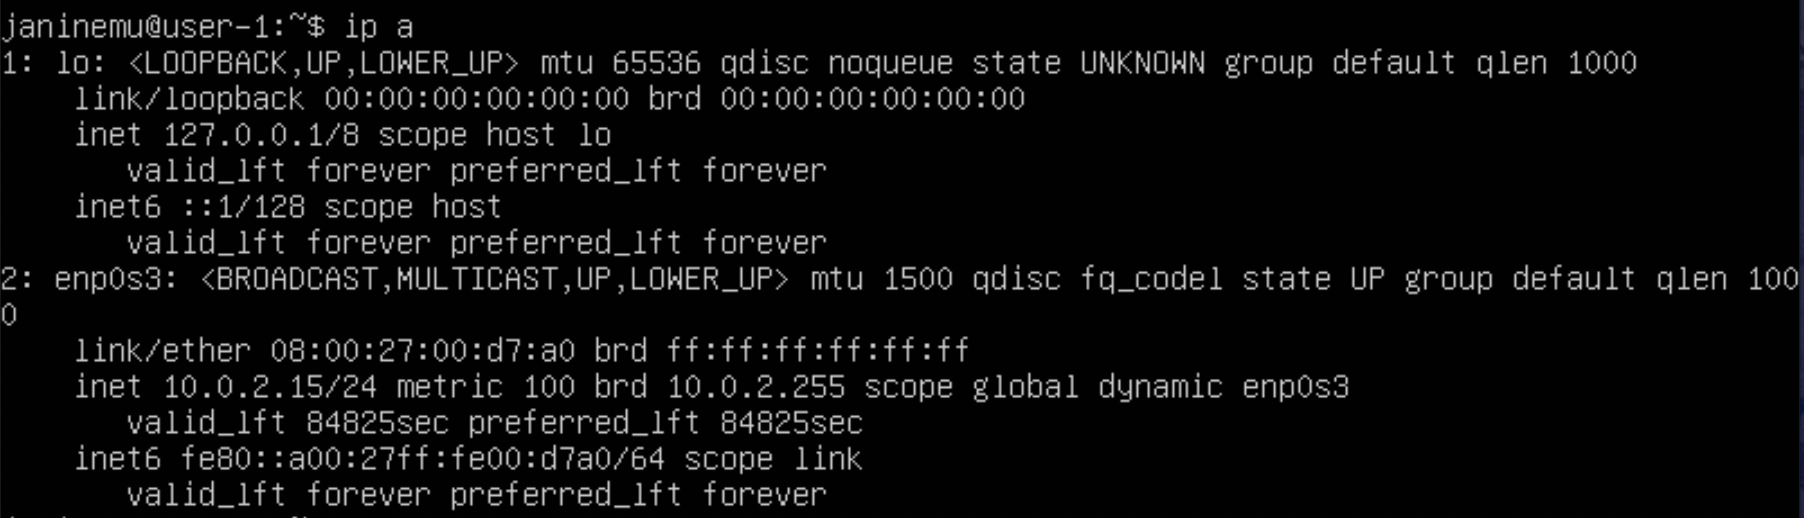 janinemu@user-1:~$ ip a
1: lo: <LOOPBACK,UP,LOWER_UP> mtu 65536 qdisc noqueue state UNKNOWN group default qlen 1000
    link/loopback 00:00:00:00:00:00 brd 00:00:00:00:00:00
    inet 127.0.0.1/8 scope host lo
       valid_lft forever preferred_lft forever
    inet6 ::1/128 scope host
       valid_lft forever preferred_lft forever
2: enp0s3: <BROADCAST,MULTICAST,UP,LOWER_UP> mtu 1500 qdisc fq_codel state UP group default qlen 100
0
    link/ether 08:00:27:00:d7:a0 brd ff:ff:ff:ff:ff:ff
    inet 10.0.2.15/24 metric 100 brd 10.0.2.255 scope global dynamic enp0s3
       valid_lft 84825sec preferred_lft 84825sec
    inet6 fe80::a00:27ff:fe00:d7a0/64 scope link
       valid_lft forever preferred_lft forever